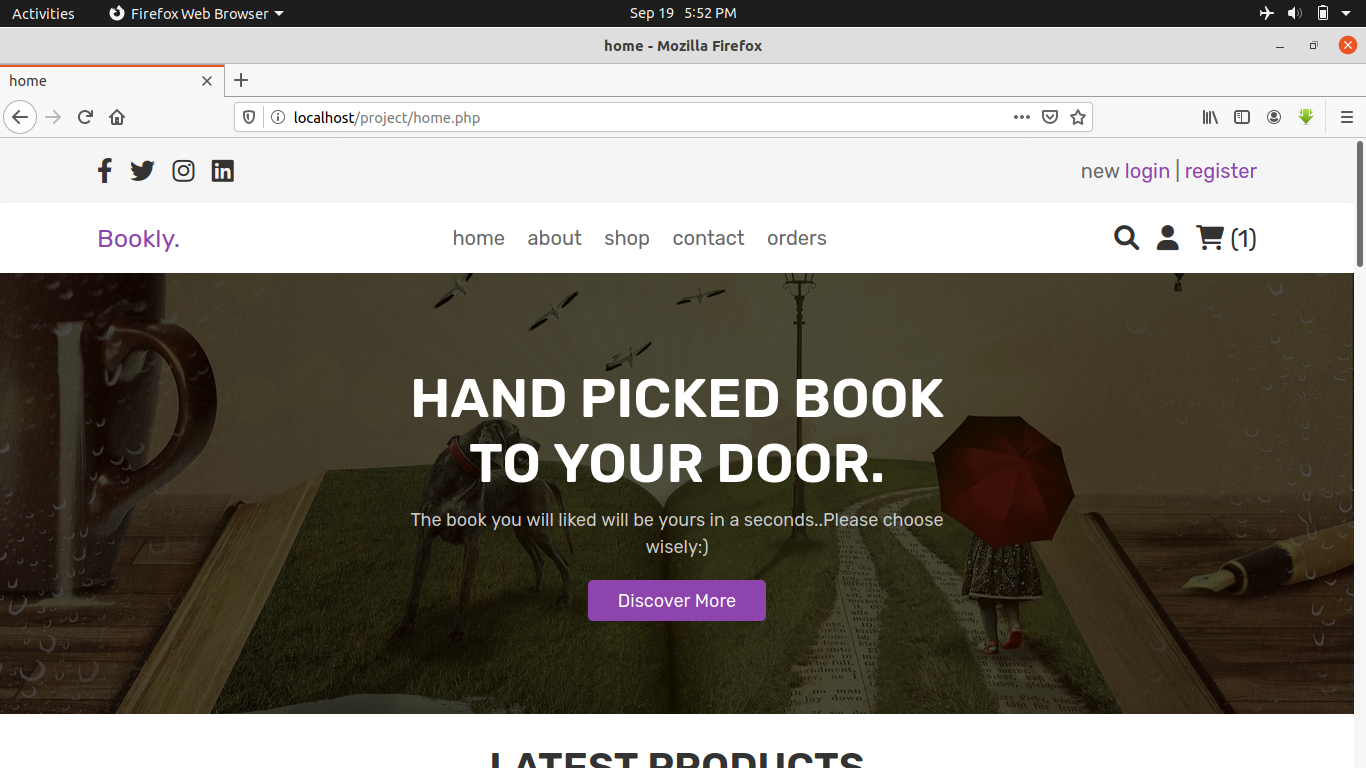 Activities Firefox Web Browser Sep 19 5:52 PM
home - Mozilla Firefox
home
localhost/project/home.php
new login | register
Bookly. home about shop contact orders (1)
HAND PICKED BOOK
TO YOUR DOOR.
The book you will liked will be yours in a seconds..Please choose
wisely:)
Discover More
LATEST PRODUCTS